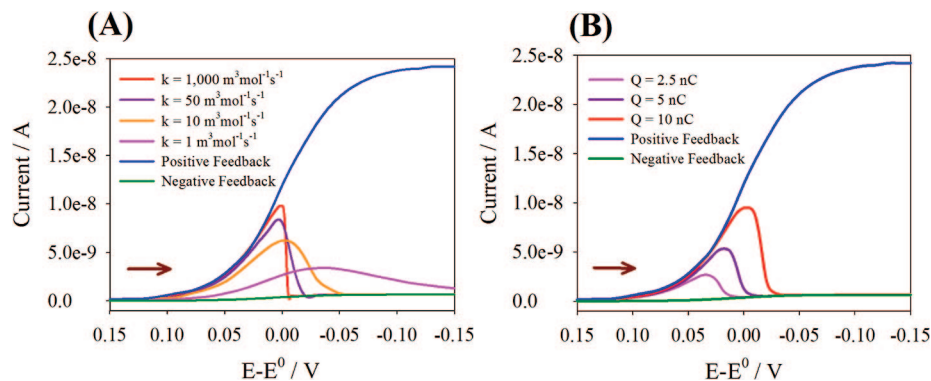 (A)
2.5e-8
2.0e-8
1.5e-8
1.0e-8
5.0e-9
0.0
Current / A
k = 1,000 m³mol⁻¹s⁻¹
k = 50 m³mol⁻¹s⁻¹
k = 10 m³mol⁻¹s⁻¹
k = 1 m³mol⁻¹s⁻¹
Positive Feedback
Negative Feedback
0.15 0.10 0.05 0.00 -0.05 -0.10 -0.15
E-E⁰ / V
(B)
2.5e-8
2.0e-8
1.5e-8
1.0e-8
5.0e-9
0.0
Current / A
Q = 2.5 nC
Q = 5 nC
Q = 10 nC
Positive Feedback
Negative Feedback
0.15 0.10 0.05 0.00 -0.05 -0.10 -0.15
E-E⁰ / V